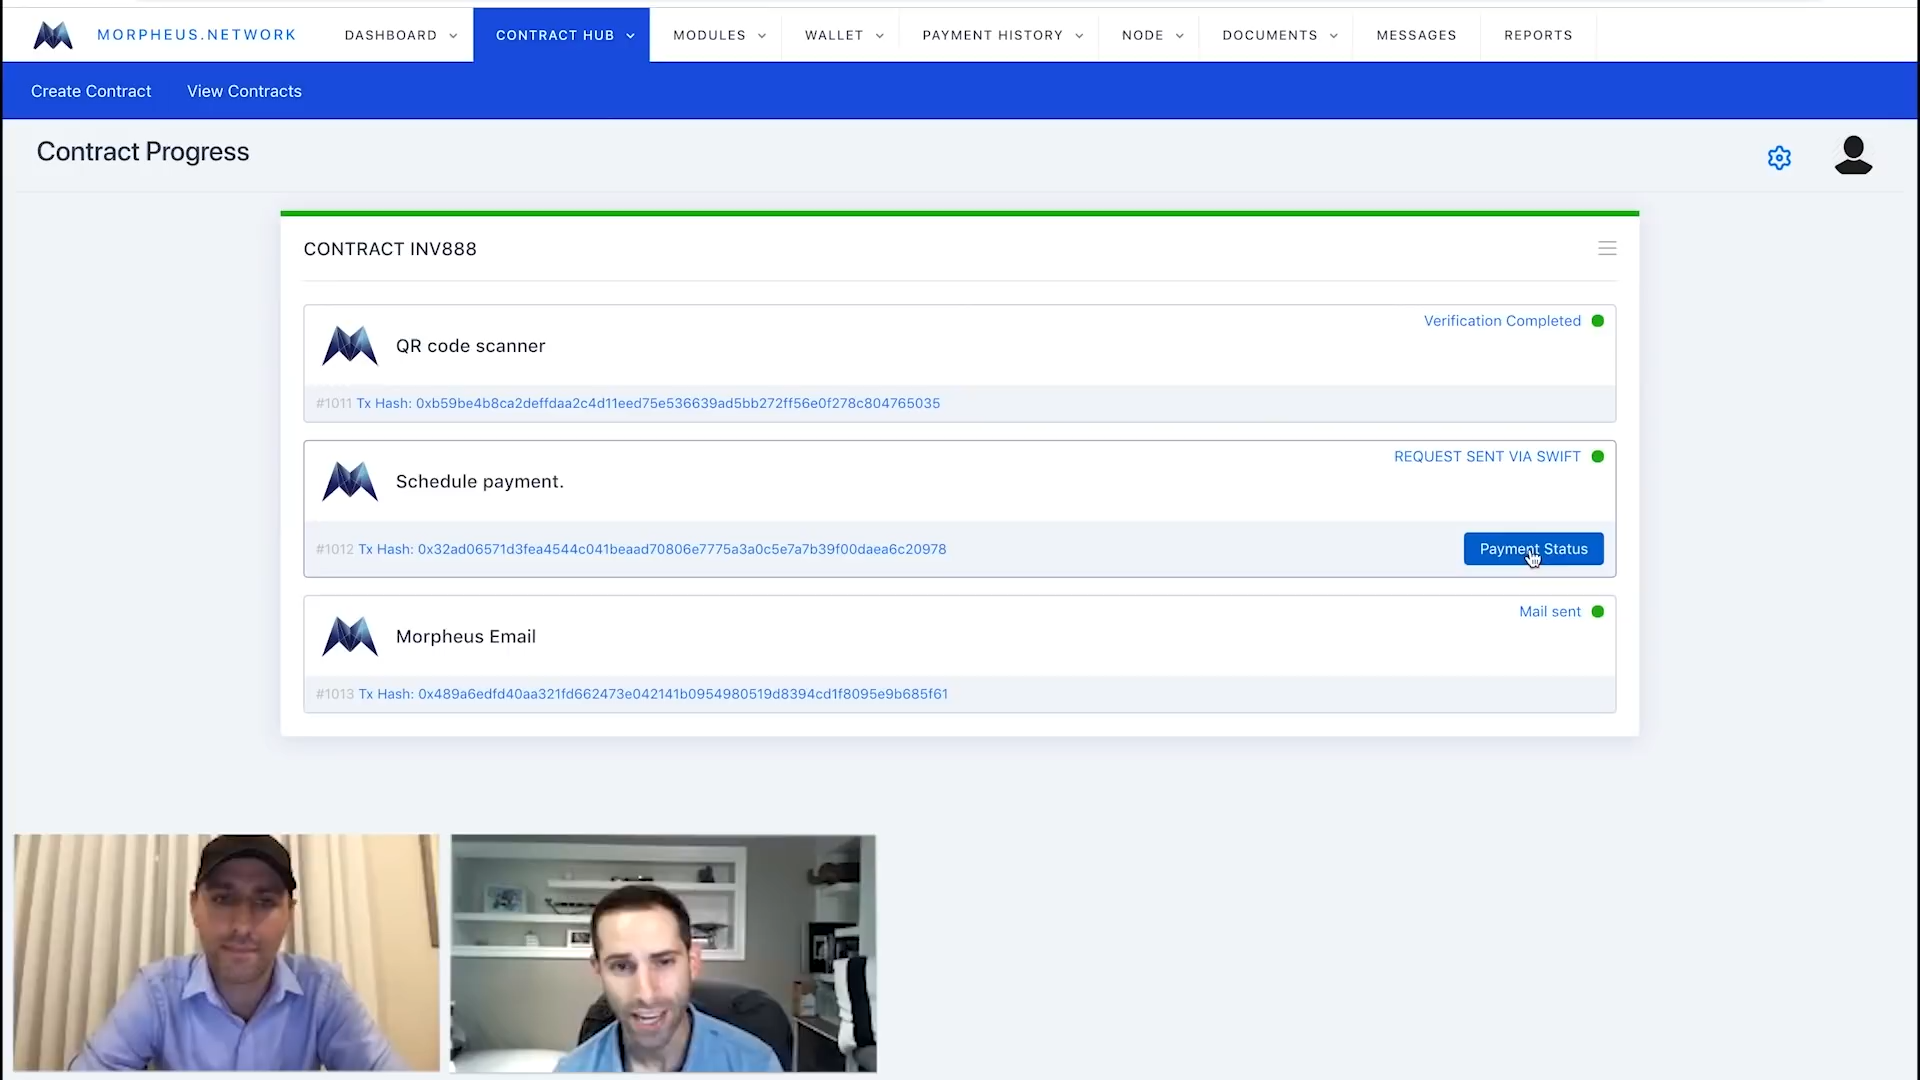 MORPHEUS.NETWORK DASHBOARD CONTRACT HUB MODULES WALLET PAYMENT HISTORY NODE DOCUMENTS MESSAGES REPORTS
Create Contract View Contracts
Contract Progress
CONTRACT INV888
Verification Completed
QR code scanner
#1011 Tx Hash: 0xb59be4b8ca2deffdaa2c4d11eed75e536639ad5bb272ff56e0f278c804765035
REQUEST SENT VIA SWIFT
Schedule payment.
#1012 Tx Hash: 0x32ad06571d3fea4544c041beaad70806e7775a3a0c5e7a7b39f00daea6c20978
Payment Status
Mail sent
Morpheus Email
#1013 Tx Hash: 0x489a6edfd40aa321fd662473e042141b0954980519d8394cd1f8095e9b685f61